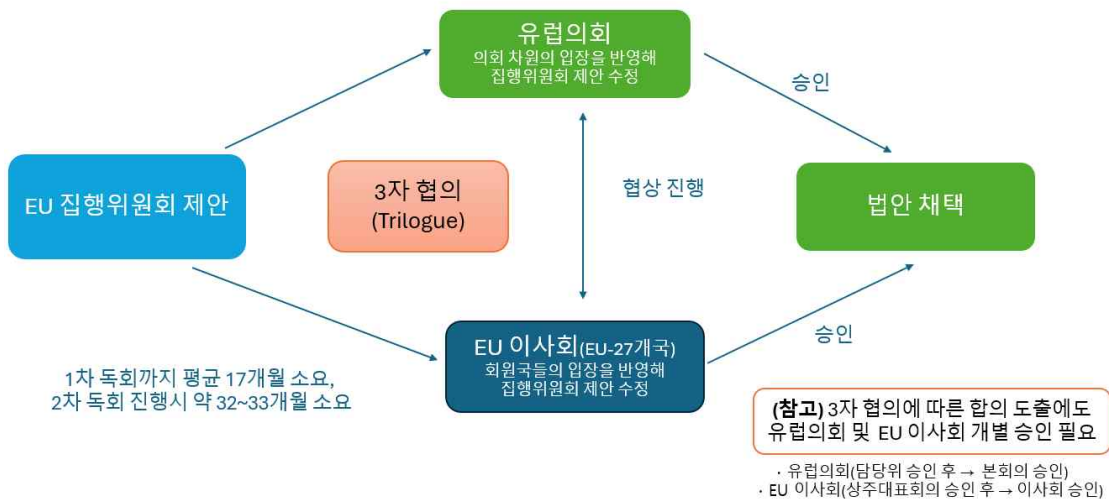 유럽의회
의회 차원의 입장을 반영해
집행위원회 제안 수정
승인
EU 집행위원회 제안
3자 협의
(Trilogue)
협상 진행
법안 채택
EU 이사회(EU-27개국)
회원국들의 입장을 반영해
집행위원회 제안 수정
승인
1차 독회까지 평균 17개월 소요,
2차 독회 진행시 약 32~33개월 소요
(참고) 3자 협의에 따른 합의 도출에도
유럽의회 및 EU 이사회 개별 승인 필요
· 유럽의회(담당위 승인 후 → 본회의 승인)
· EU 이사회(상주대표회의 승인 후 → 이사회 승인)